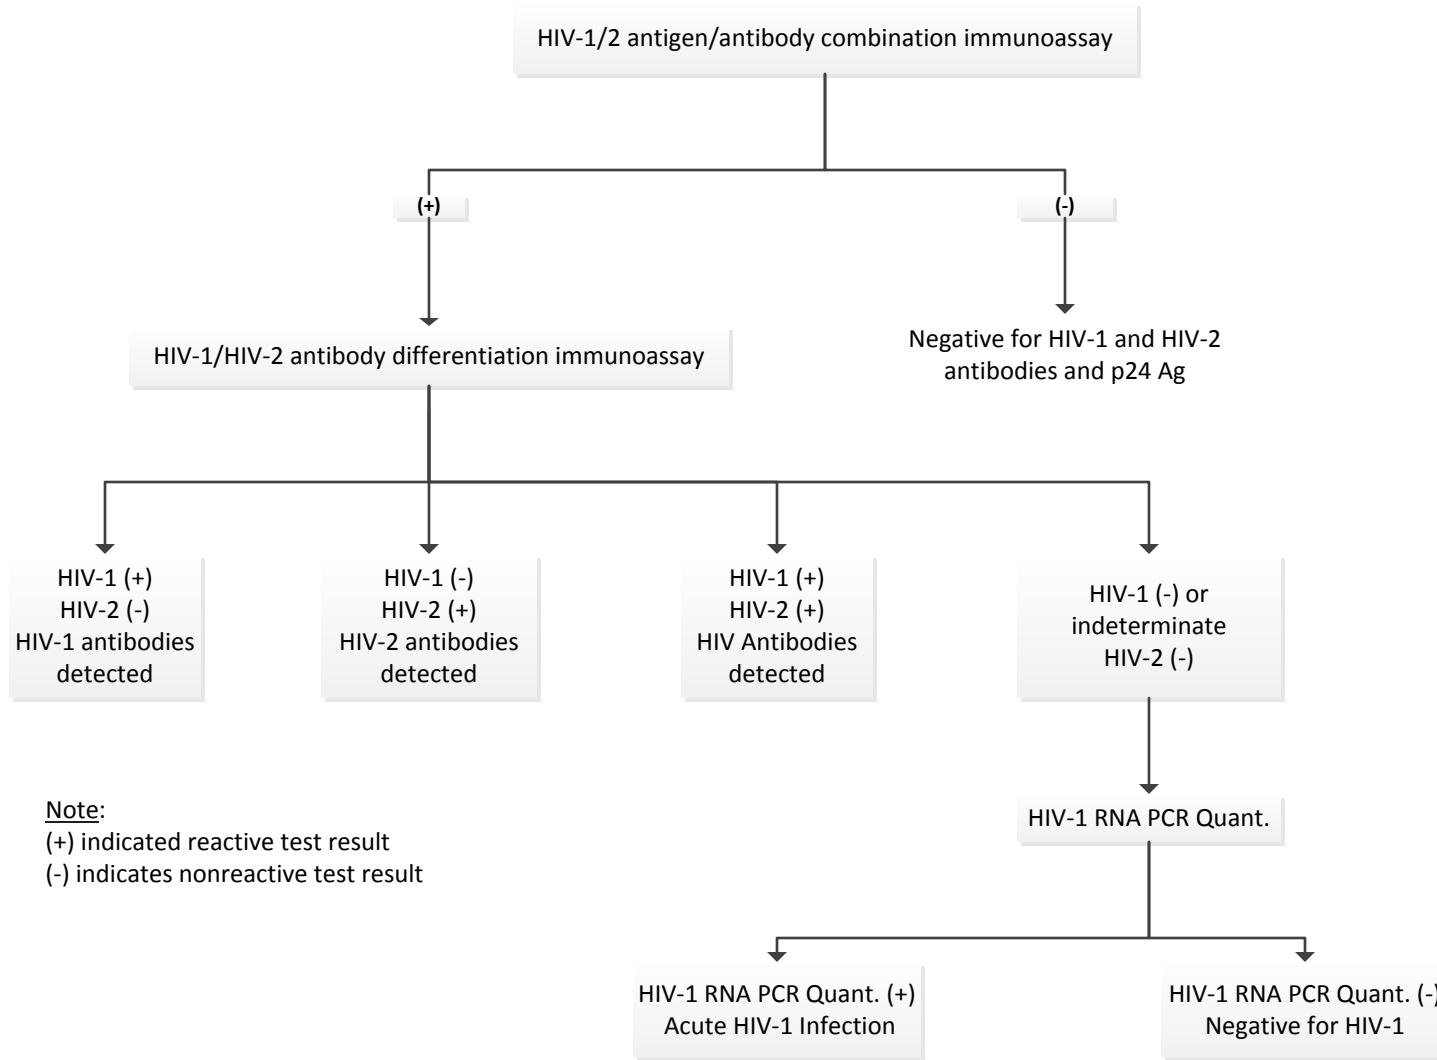 HIV-1/2 antigen/antibody combination immunoassay
(+)
(-)
HIV-1/HIV-2 antibody differentiation immunoassay
Negative for HIV-1 and HIV-2
antibodies and p24 Ag
HIV-1 (+)
HIV-2 (-)
HIV-1 antibodies
detected
HIV-1 (-)
HIV-2 (+)
HIV-2 antibodies
detected
HIV-1 (+)
HIV-2 (+)
HIV Antibodies
detected
HIV-1 (-) or
indeterminate
HIV-2 (-)
Note:
(+) indicated reactive test result
(-) indicates nonreactive test result
HIV-1 RNA PCR Quant.
HIV-1 RNA PCR Quant. (+)
Acute HIV-1 Infection
HIV-1 RNA PCR Quant. (-)
Negative for HIV-1